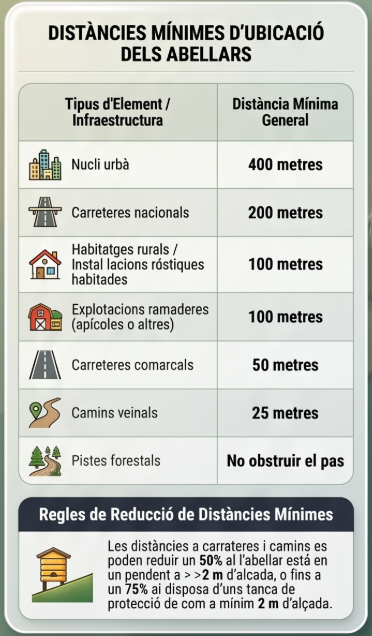 DISTÀNCIES MÍNIMES D'UBICACIÓ
DELS ABELLARS
Tipus d'Element /
Infraestructura
Distància Mínima
General
Nucli urbà
400 metres
Carreteres nacionals
200 metres
Habitatges rurals /
Instal lacions róstiques
habitades
100 metres
Explotacions ramaderes
(apícoles o altres)
100 metres
Carreteres comarcals
50 metres
Camins veinals
25 metres
Pistes forestals
No obstruir el pas
Regles de Reducció de Distàncies Mínimes
Les distàncies a carrateres i camins es
poden reduir un 50% al l'abellar està en
un pendent a > >2 m d'alcada, o fins a
un 75% ai disposa d'uns tanca de
protecció de com a mínim 2 m d'alçada.